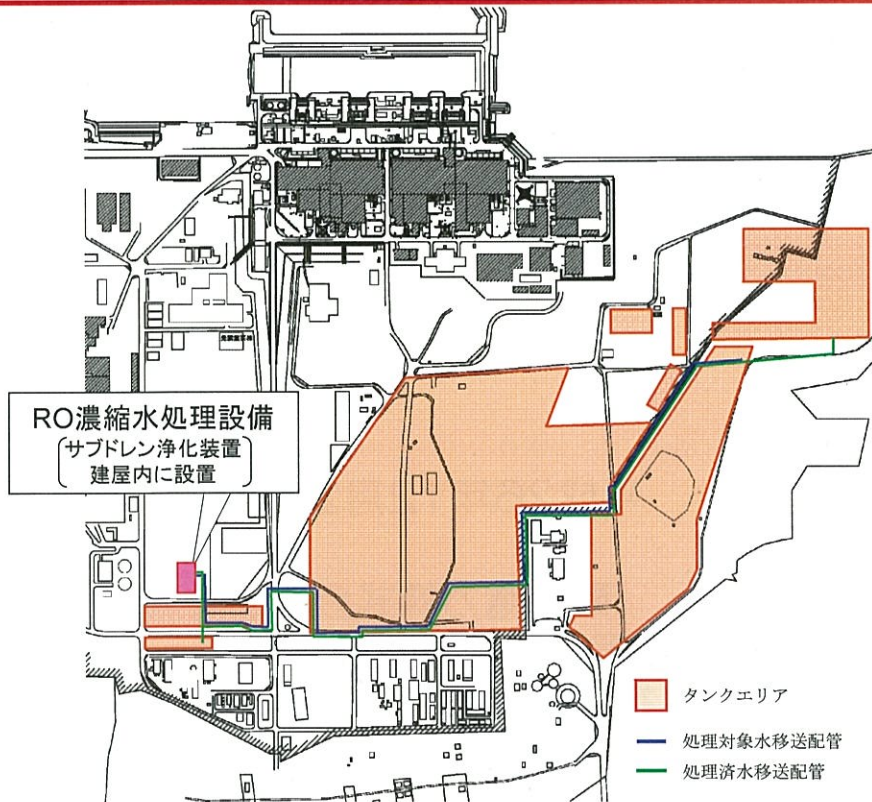 RO濃縮水処理設備
サブドレン浄化装置
建屋内に設置
タンクエリア
処理対象水移送配管
処理済水移送配管